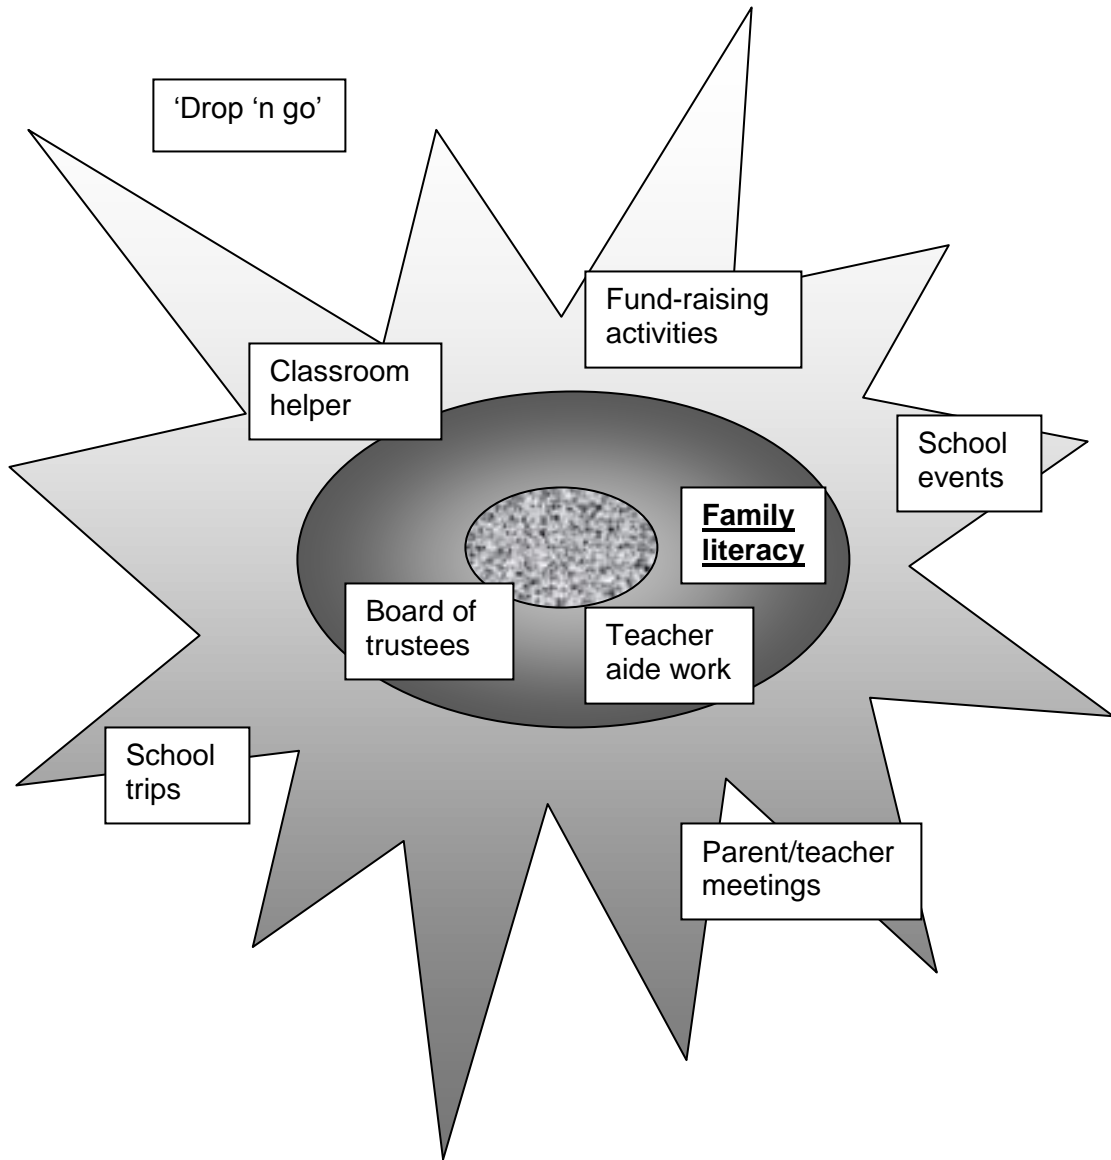 ‘Drop ‘n go’
Fund-raising
activities
Classroom
helper
School
events
Family
literacy
Board of
trustees
Teacher
aide work
School
trips
Parent/teacher
meetings